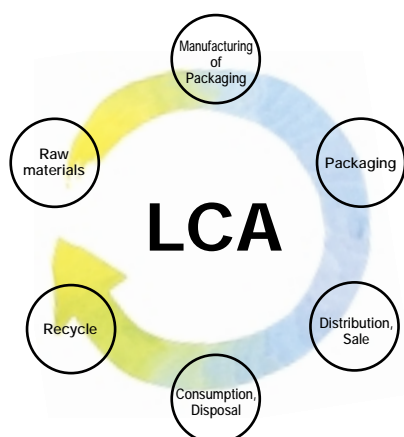 Manufacturing
of
Packaging
Raw
materials
Packaging
LCA
Recycle
Distribution,
Sale
Consumption,
Disposal